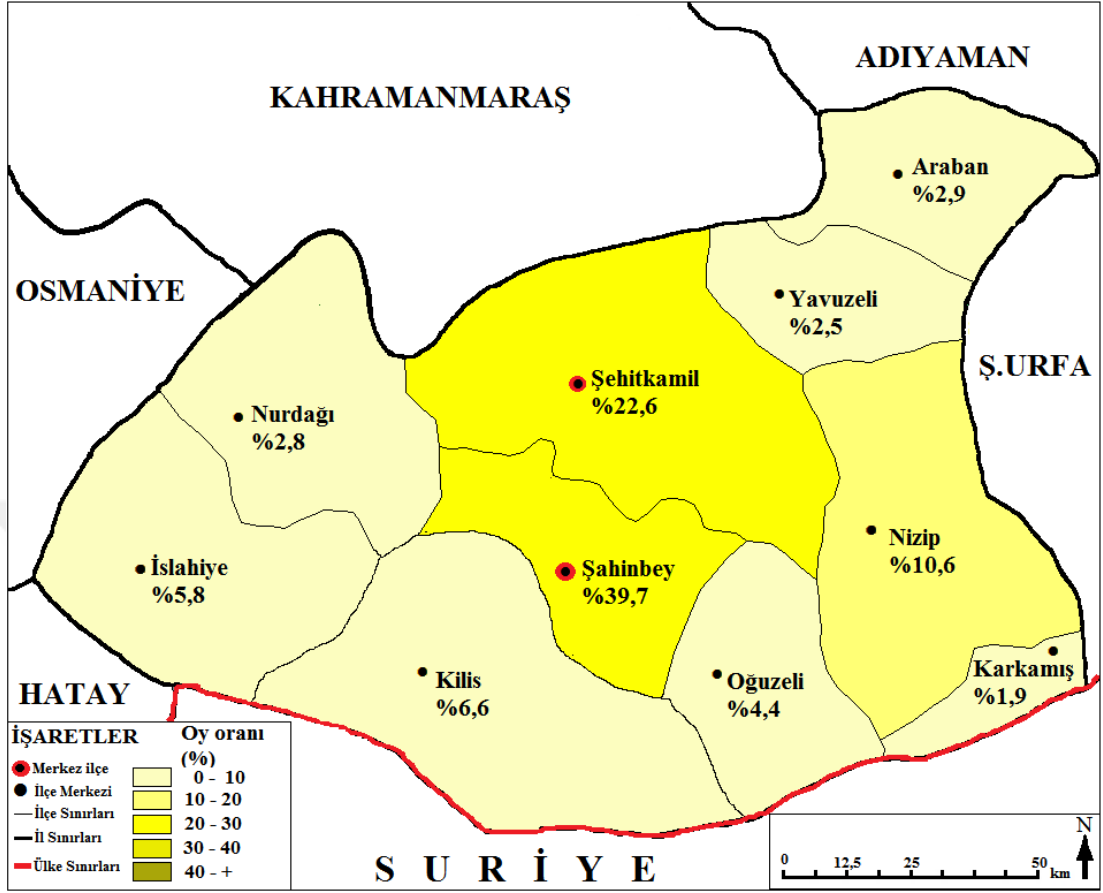 ADIYAMAN
KAHRAMANMARAŞ
Araban
%2,9
OSMANİYE
Yavuzeli
%2,5
Ş.URFA
Şehitkamil
%22,6
Nurdağı
%2,8
Nizip
%10,6
İslahiye
%5,8
Şahinbey
%39,7
Karkamış
%1,9
Kilis
%6,6
Oğuzeli
%4,4
HATAY
İŞARETLER
Oy oranı
(%)
Merkez ilçe
İlçe Merkezi
İlçe Sınırları
İl Sınırları
Ülke Sınırları
0 - 10
10 - 20
20 - 30
30 - 40
40 - +
SURİYE
N
0 12,5 25 50
km